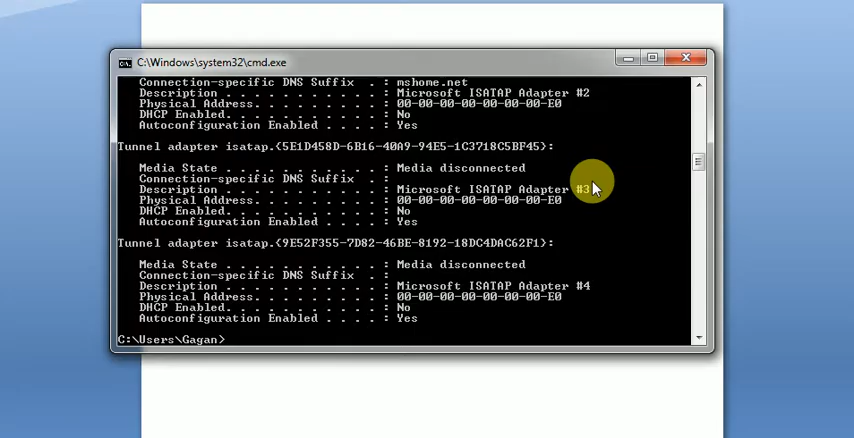 C:\Windows\system32\cmd.exe
Connection-specific DNS Suffix  . : mshome.net
Description . . . . . . . . . . . : Microsoft ISATAP Adapter #2
Physical Address. . . . . . . . . : 00-00-00-00-00-00-00-E0
DHCP Enabled. . . . . . . . . . . : No
Autoconfiguration Enabled . . . . : Yes
Tunnel adapter isatap.{5E1D458D-6B16-40A9-94E5-1C3718C5BF45}:
Media State . . . . . . . . . . . : Media disconnected
Connection-specific DNS Suffix  . :
Description . . . . . . . . . . . : Microsoft ISATAP Adapter #3
Physical Address. . . . . . . . . : 00-00-00-00-00-00-00-E0
DHCP Enabled. . . . . . . . . . . : No
Autoconfiguration Enabled . . . . : Yes
Tunnel adapter isatap.{9E52F355-7D82-46BE-8192-18DC4DAC62F1}:
Media State . . . . . . . . . . . : Media disconnected
Connection-specific DNS Suffix  . :
Description . . . . . . . . . . . : Microsoft ISATAP Adapter #4
Physical Address. . . . . . . . . : 00-00-00-00-00-00-00-E0
DHCP Enabled. . . . . . . . . . . : No
Autoconfiguration Enabled . . . . : Yes
C:\Users\Gagan>